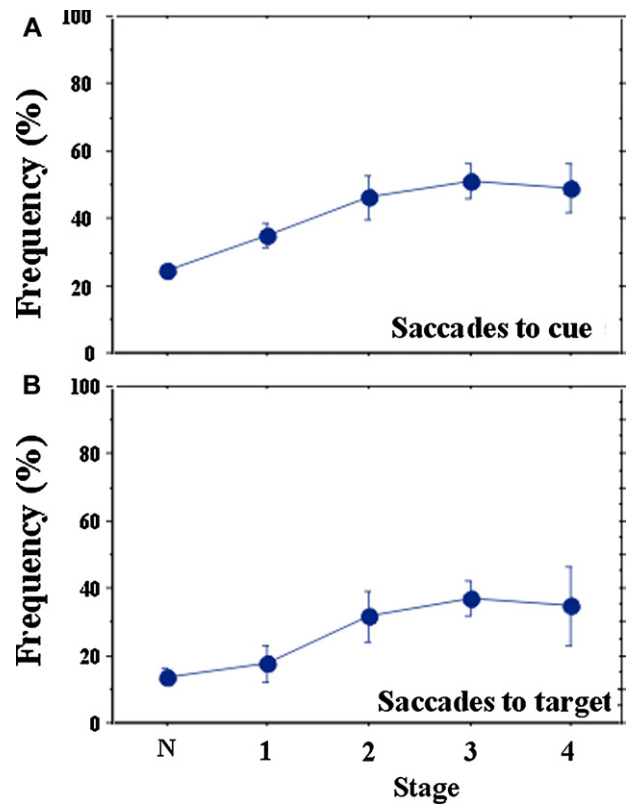 A
Frequency (%)
100
80
60
40
20
0
Saccades to cue
B
Frequency (%)
100
80
60
40
20
0
Saccades to target
N 1 2 3 4
Stage